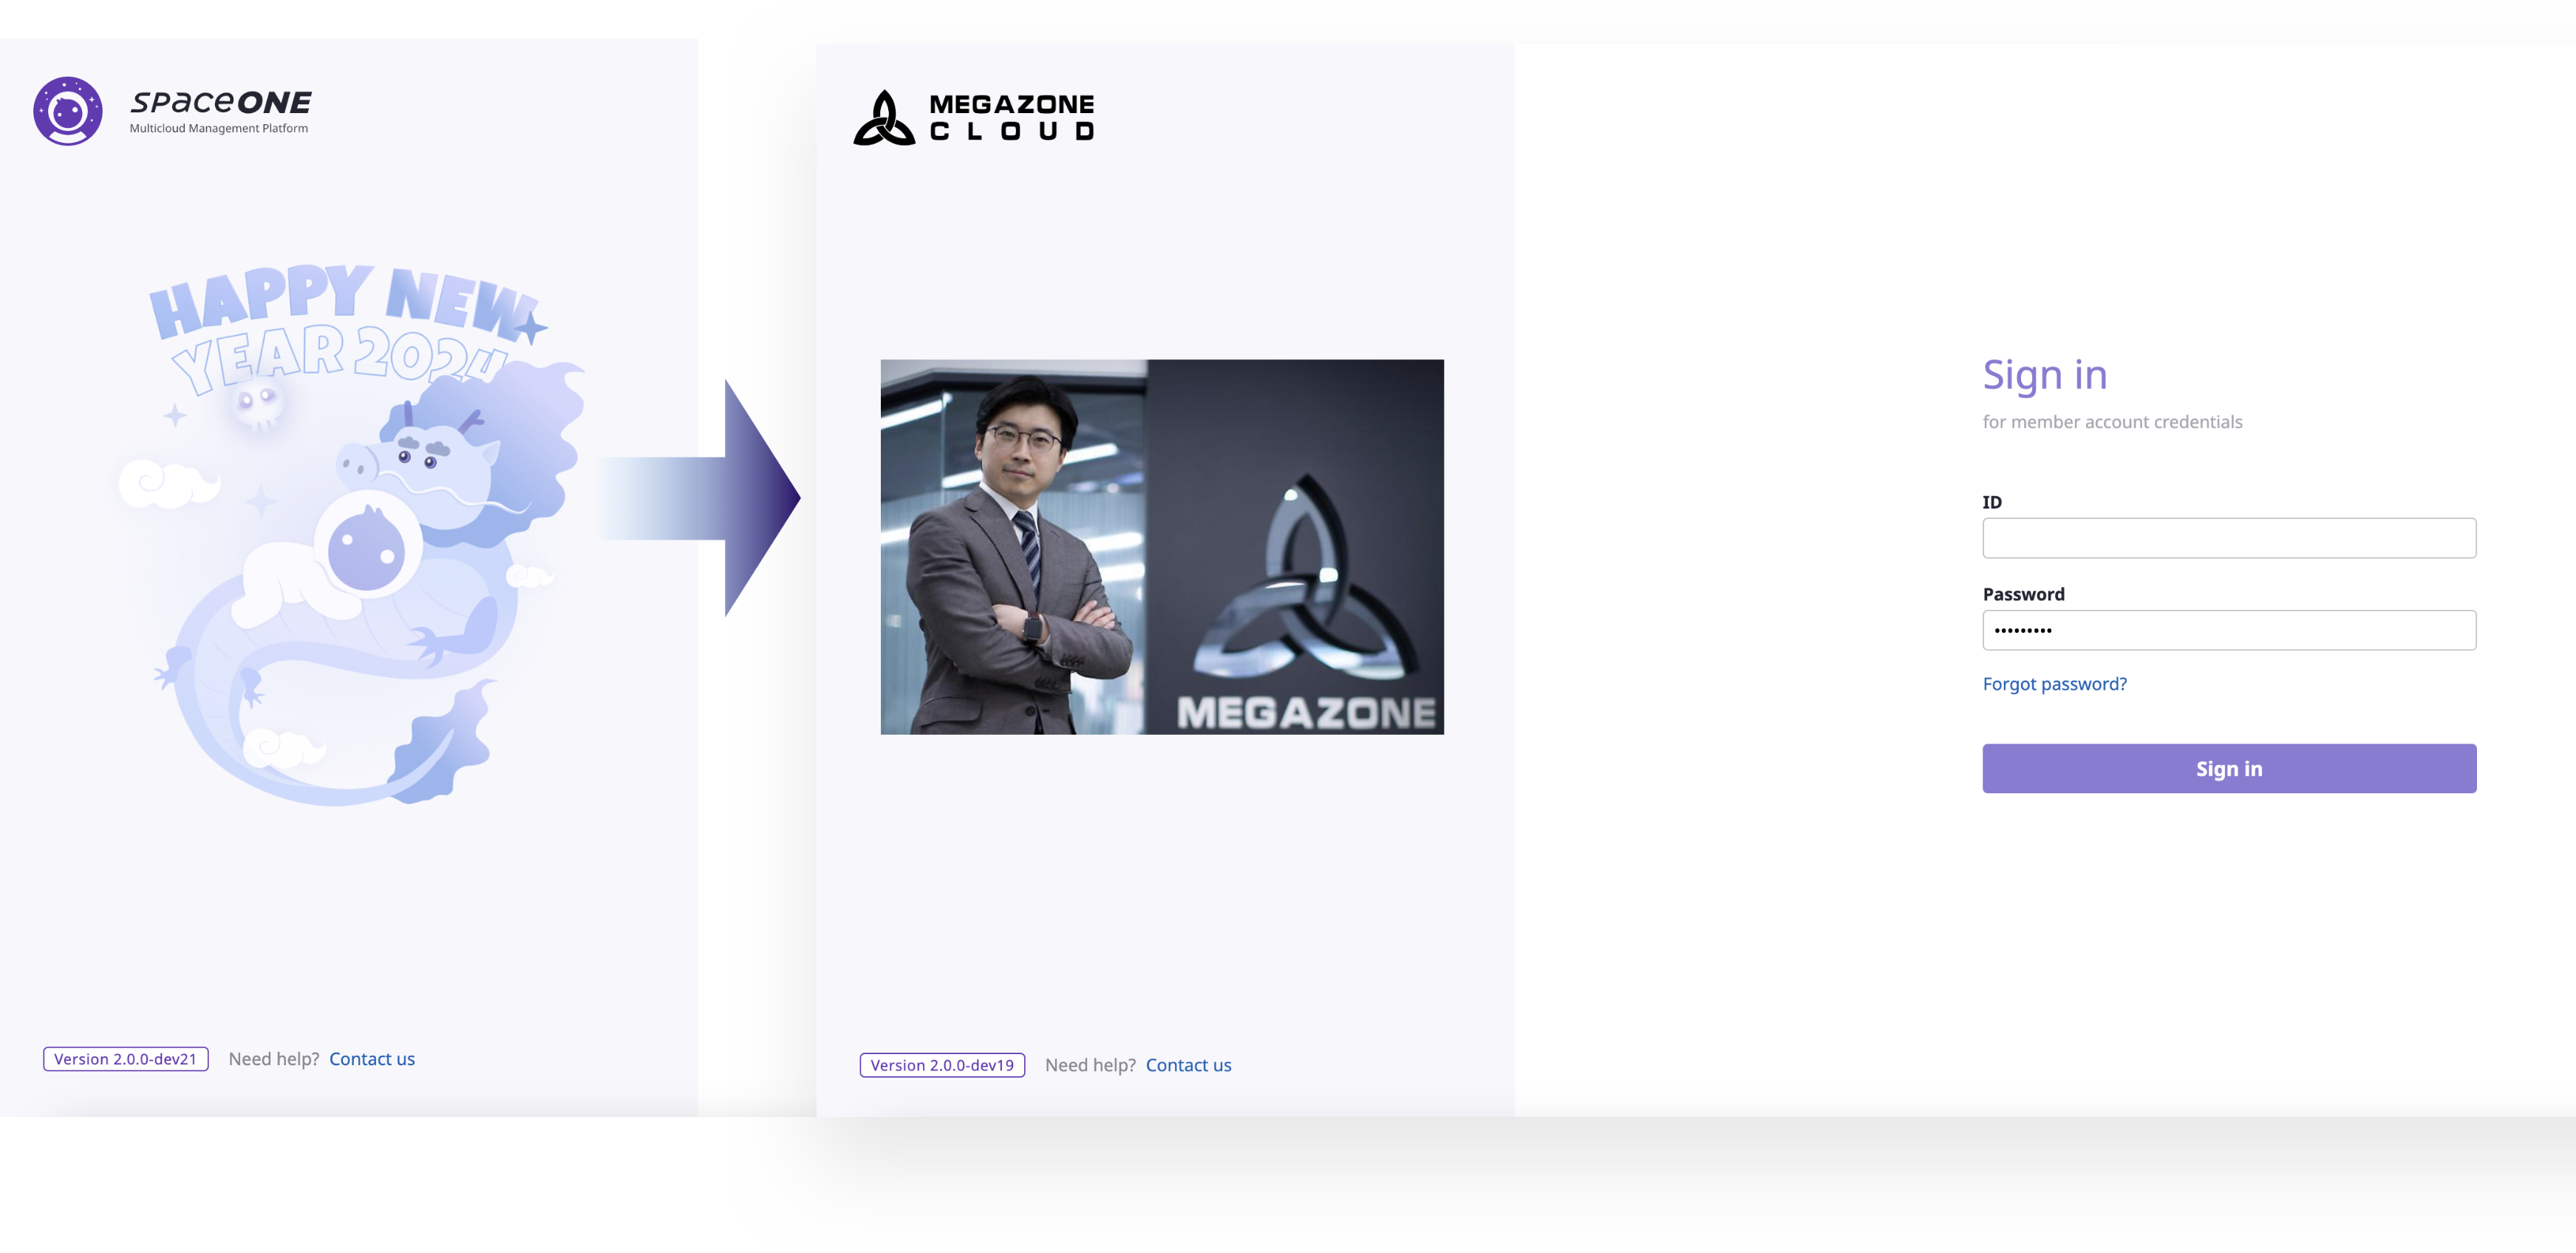 spaceONE
Multicloud Management Platform
HAPPY NEW
YEAR 2024
Version 2.0.0-dev21
Need help? Contact us
MEGAZONE
CLOUD
MEGAZONE
Version 2.0.0-dev19
Need help? Contact us
Sign in
for member account credentials
ID
Password
•••••••••
Forgot password?
Sign in